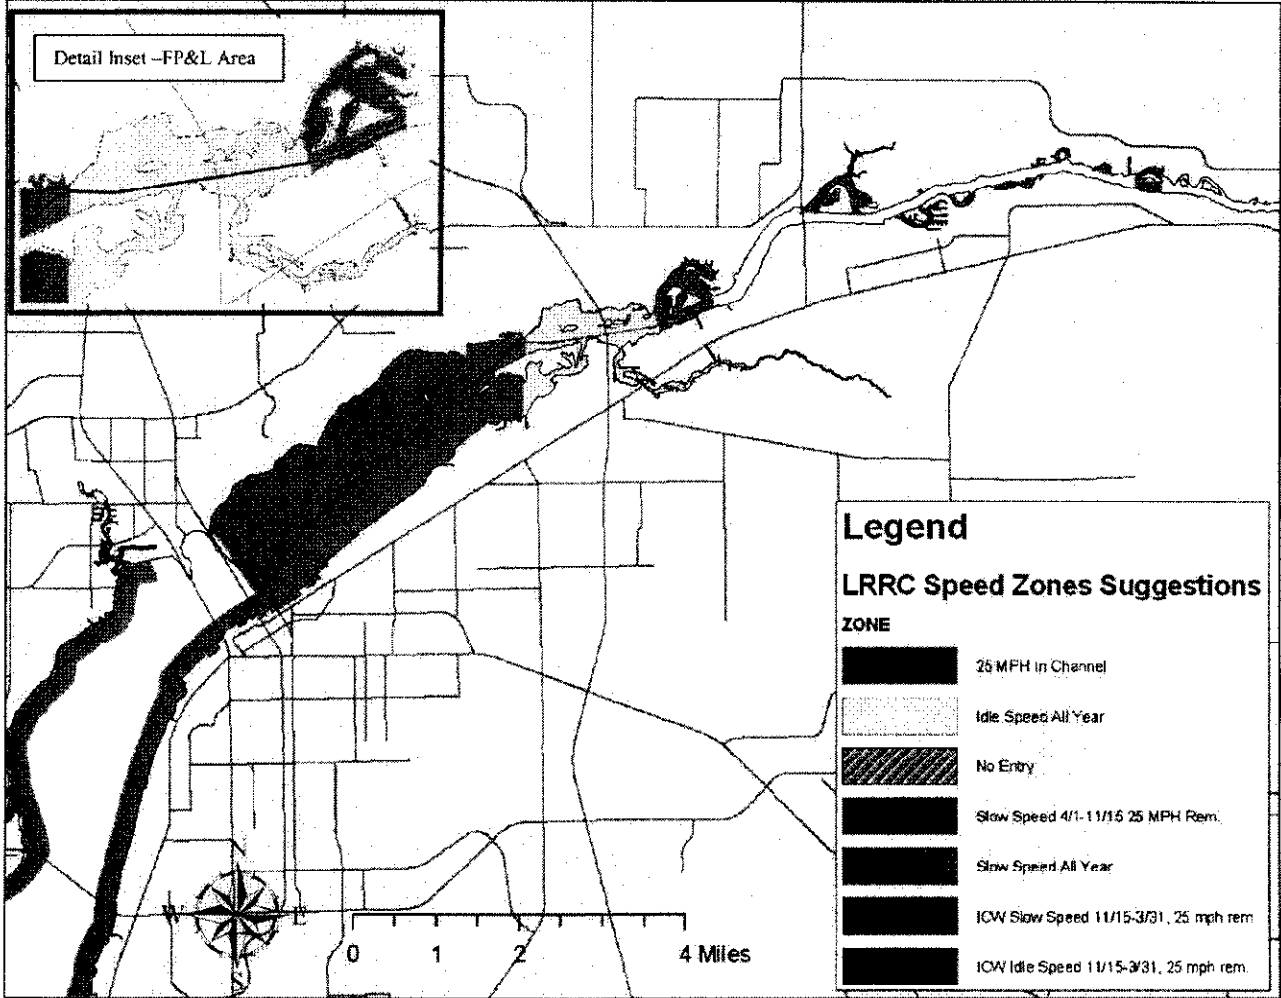 Detail Inset –FP&L Area
Legend
LRRC Speed Zones Suggestions
ZONE
25 MPH in Channel
Idle Speed All Year
No Entry
Slow Speed 4/1-11/15 25 MPH Rem.
Slow Speed All Year
ICW Slow Speed 11/15-3/31, 25 mph rem
ICW Idle Speed 11/15-3/31, 25 mph rem.
N
W E
S
0 1 2 4 Miles